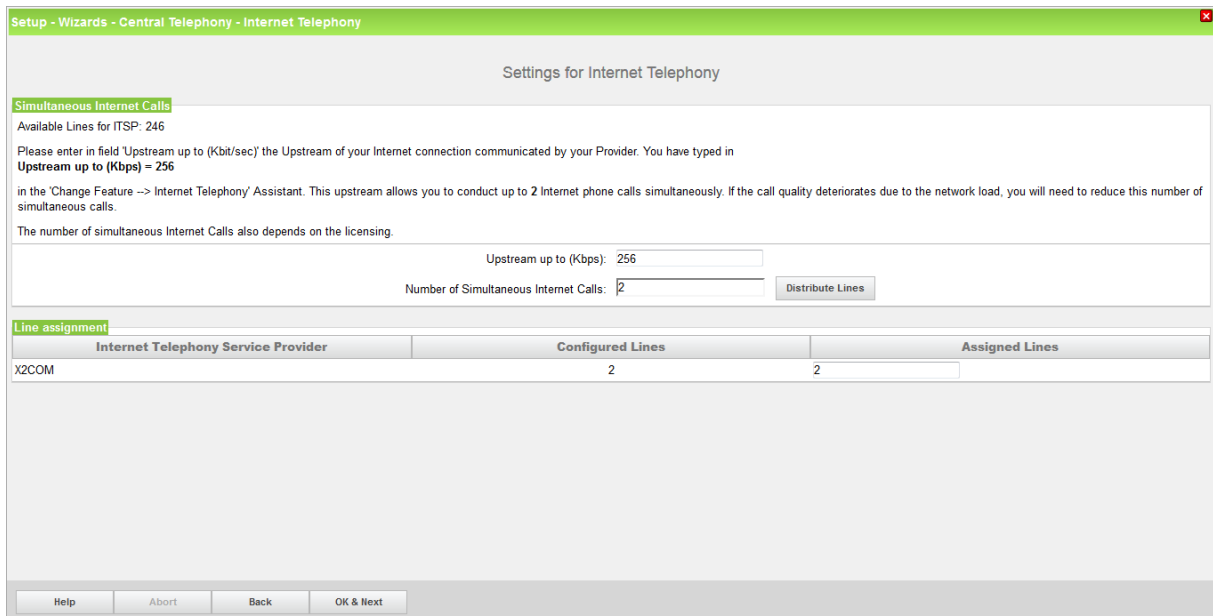 Setup - Wizards - Central Telephony - Internet Telephony
Settings for Internet Telephony
Simultaneous Internet Calls
Available Lines for ITSP: 246
Please enter in field 'Upstream up to (Kbit/sec)' the Upstream of your Internet connection communicated by your Provider. You have typed in
Upstream up to (Kbps) = 256
in the 'Change Feature --> Internet Telephony' Assistant. This upstream allows you to conduct up to 2 Internet phone calls simultaneously. If the call quality deteriorates due to the network load, you will need to reduce this number of
simultaneous calls.
The number of simultaneous Internet Calls also depends on the licensing.
Upstream up to (Kbps): 256
Number of Simultaneous Internet Calls: 2 Distribute Lines
Line assignment
Internet Telephony Service Provider Configured Lines Assigned Lines
X2COM 2 2
Help Abort Back OK & Next